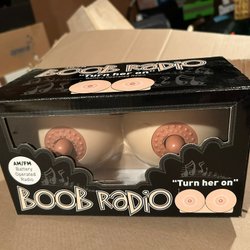 BOOB RADIO
"Turn her on"
AM/FM
Battery
Operated
Radio
BOOB RADIO
"Turn her on"